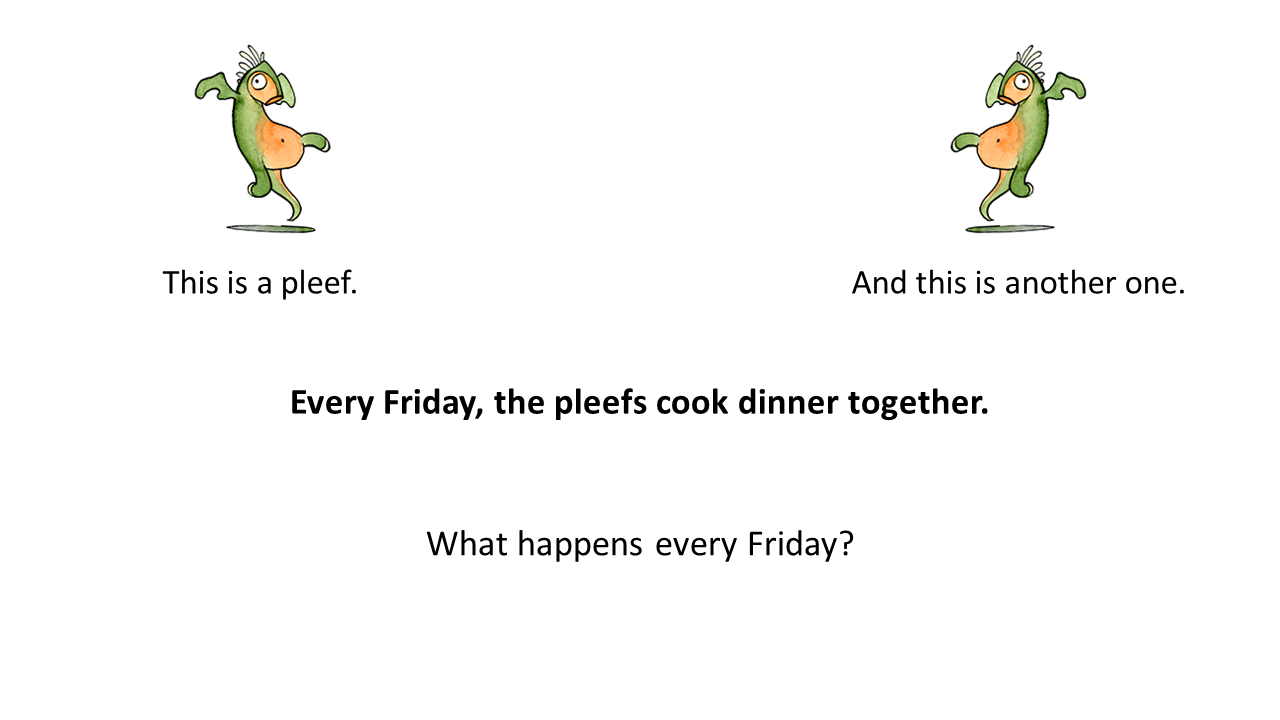 This is a pleef.
And this is another one.
Every Friday, the pleefs cook dinner together.
What happens every Friday?